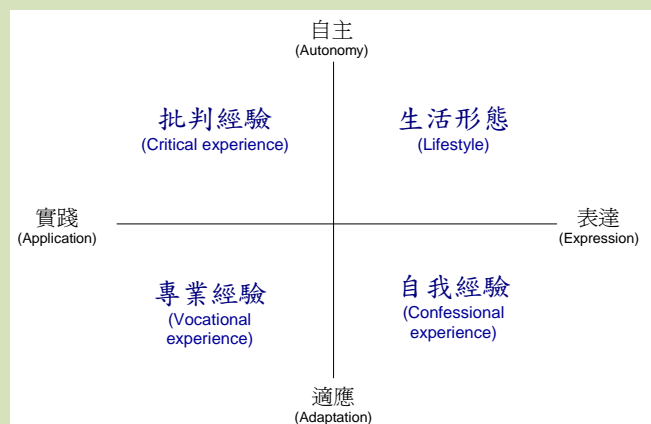 自主
(Autonomy)
批判經驗
(Critical experience)
生活形態
(Lifestyle)
實踐
(Application)
表達
(Expression)
專業經驗
(Vocational
experience)
自我經驗
(Confessional
experience)
適應
(Adaptation)